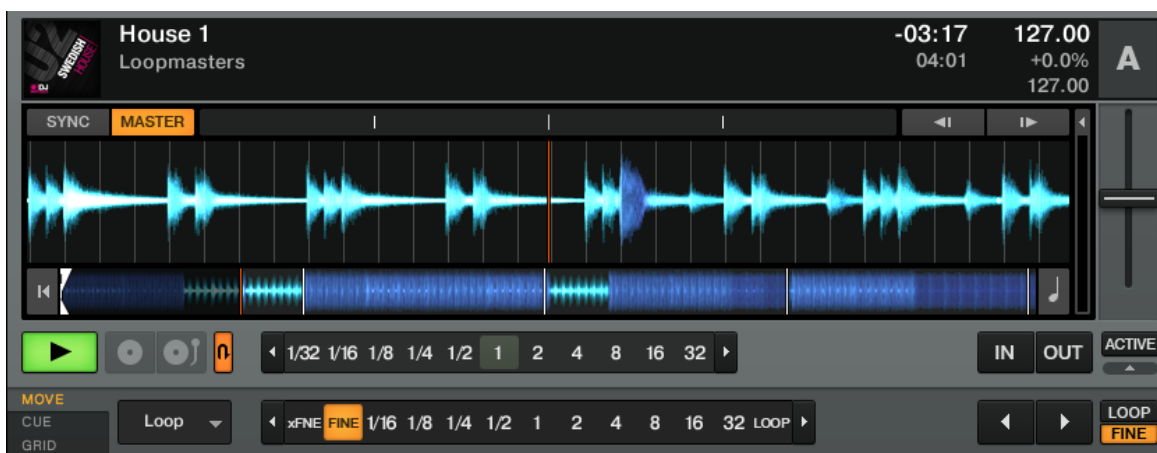 House 1
-03:17
127.00
Loopmasters
04:01
+0.0%
127.00
A
SWEDISH
HOUSE
SYNC
MASTER
1/32 1/16 1/8 1/4 1/2 1 2 4 8 16 32
IN
OUT
ACTIVE
MOVE
CUE
GRID
Loop
xFNE FINE 1/16 1/8 1/4 1/2 1 2 4 8 16 32 LOOP
LOOP
FINE